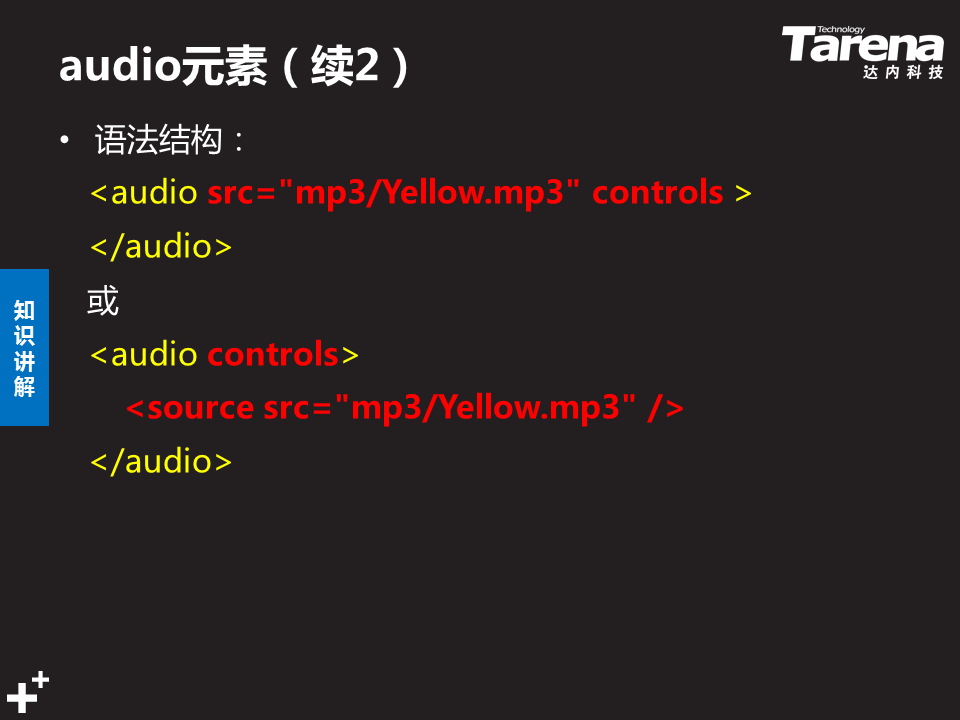 audio元素（续2）
Technology
Tarena
达内科技
• 语法结构：
<audio src="mp3/Yellow.mp3" controls >
</audio>
或
<audio controls>
<source src="mp3/Yellow.mp3" />
</audio>
知
识
讲
解